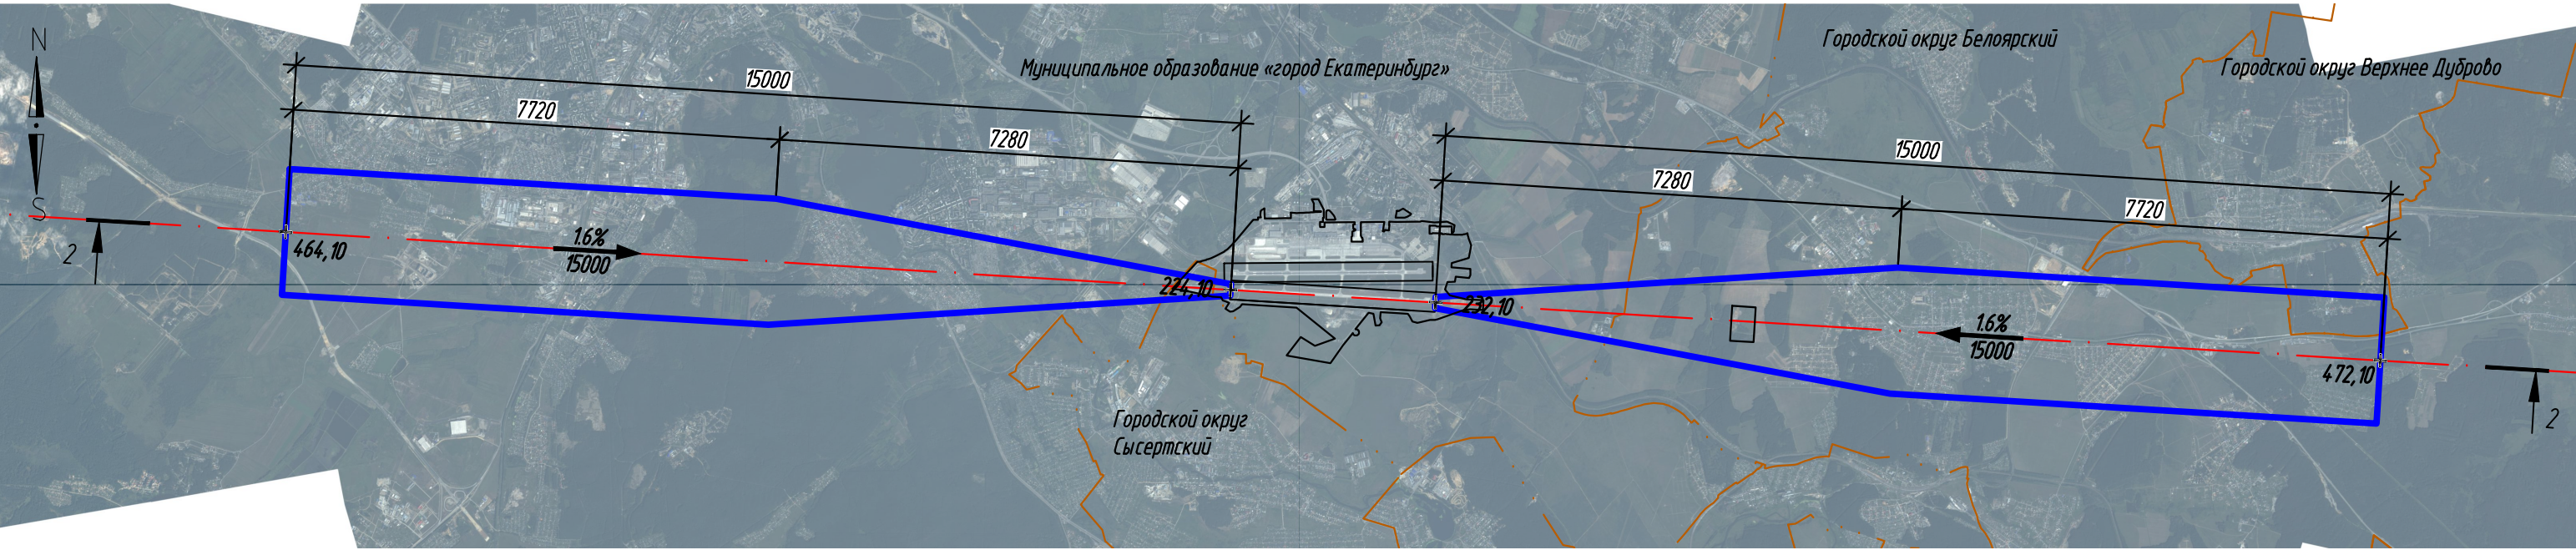 N
S
Муниципальное образование «город Екатеринбург»
Городской округ Белоярский
Городской округ Верхнее Дуброво
15000
7720
7280
15000
7280
7720
2
464,10
1.6%
15000
224,10
232,10
1.6%
15000
472,10
2
Городской округ
Сысертский